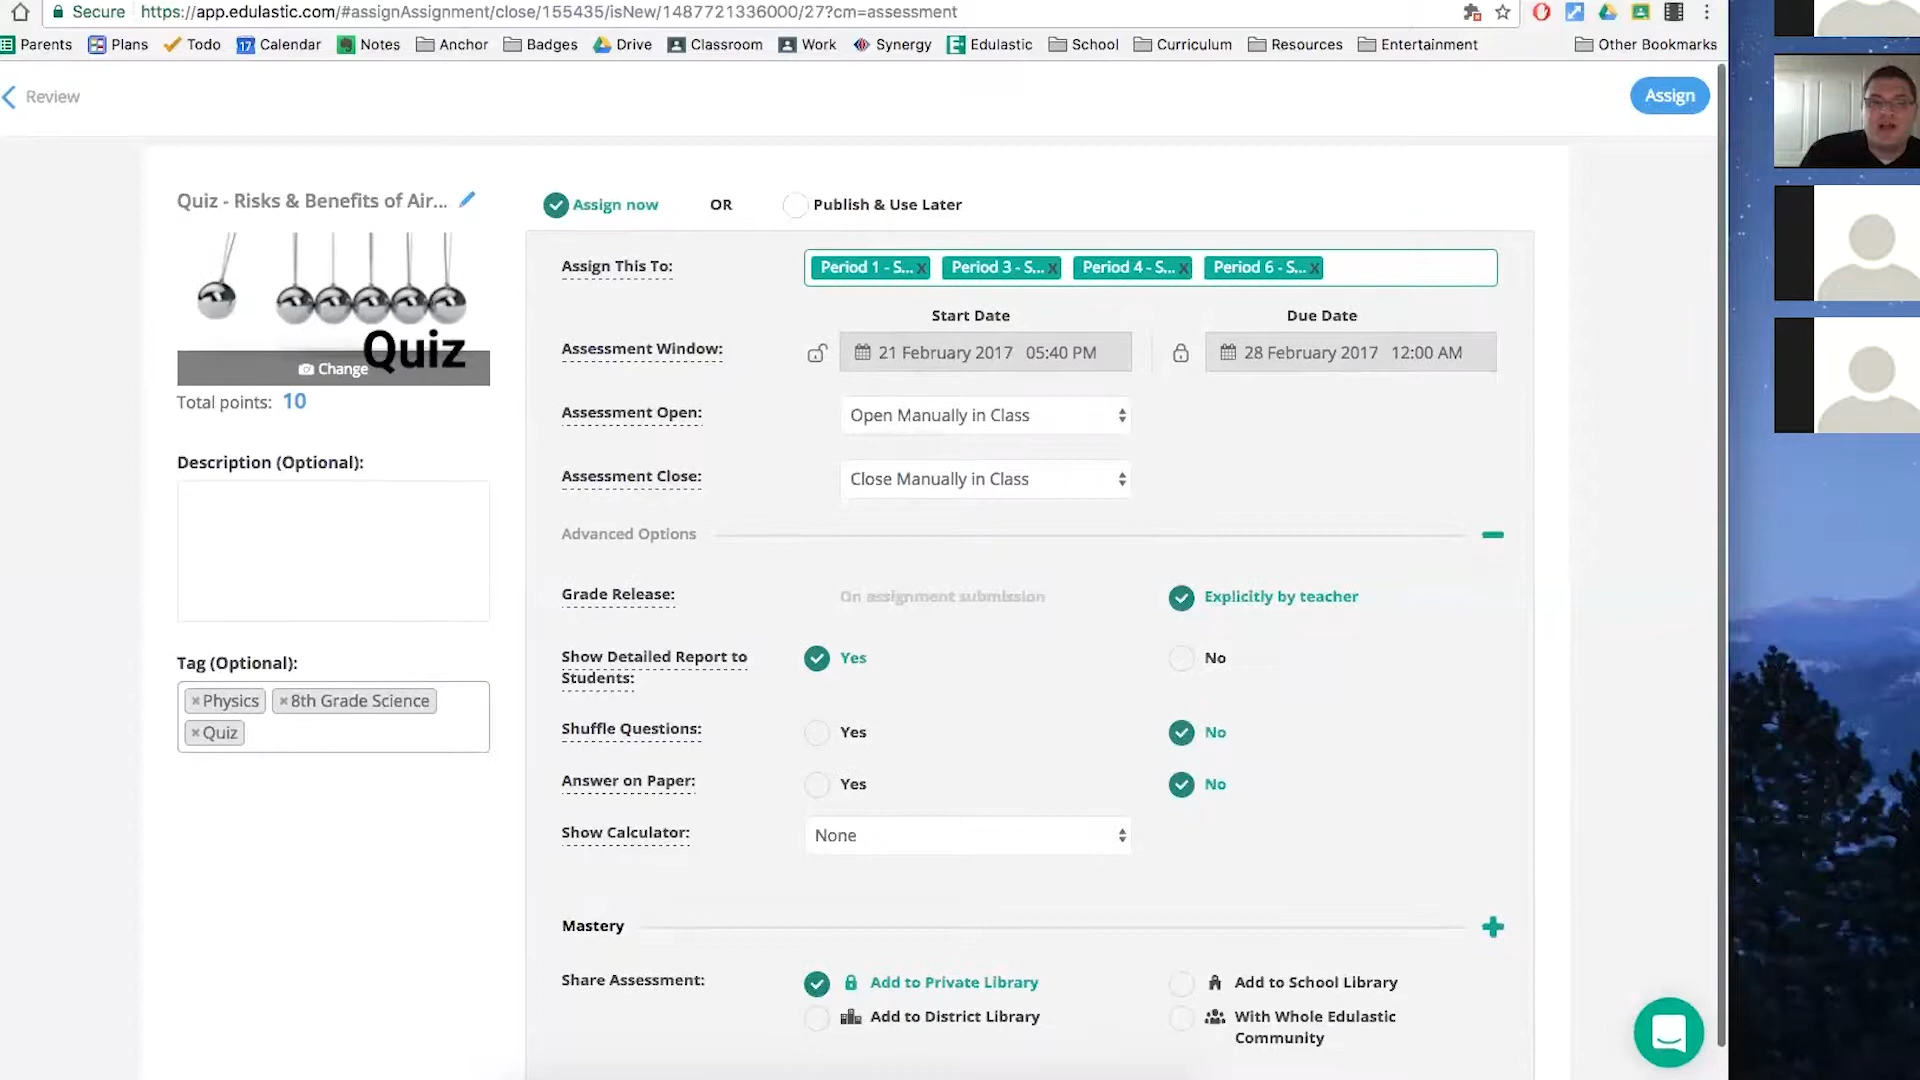 Secure https://app.edulastic.com/#assignAssignment/close/155435/isNew/1487721336000/27?cm=assessment
Parents Plans Todo 17 Calendar Notes Anchor Badges Drive Classroom Work Synergy Edulastic School Curriculum Resources Entertainment Other Bookmarks
Review
Assign
Quiz - Risks & Benefits of Air...
Assign now OR Publish & Use Later
Quiz
Change
Total points: 10
Description (Optional):
Tag (Optional):
×Physics ×8th Grade Science
×Quiz
Assign This To: Period 1 - S... x Period 3 - S... x Period 4 - S... x Period 6 - S... x
Start Date Due Date
Assessment Window: 21 February 2017 05:40 PM 28 February 2017 12:00 AM
Assessment Open: Open Manually in Class
Assessment Close: Close Manually in Class
Advanced Options
Grade Release: On assignment submission Explicitly by teacher
Show Detailed Report to Yes No
Students:
Shuffle Questions: Yes No
Answer on Paper: Yes No
Show Calculator: None
Mastery
Share Assessment: Add to Private Library Add to School Library
Add to District Library With Whole Edulastic
Community